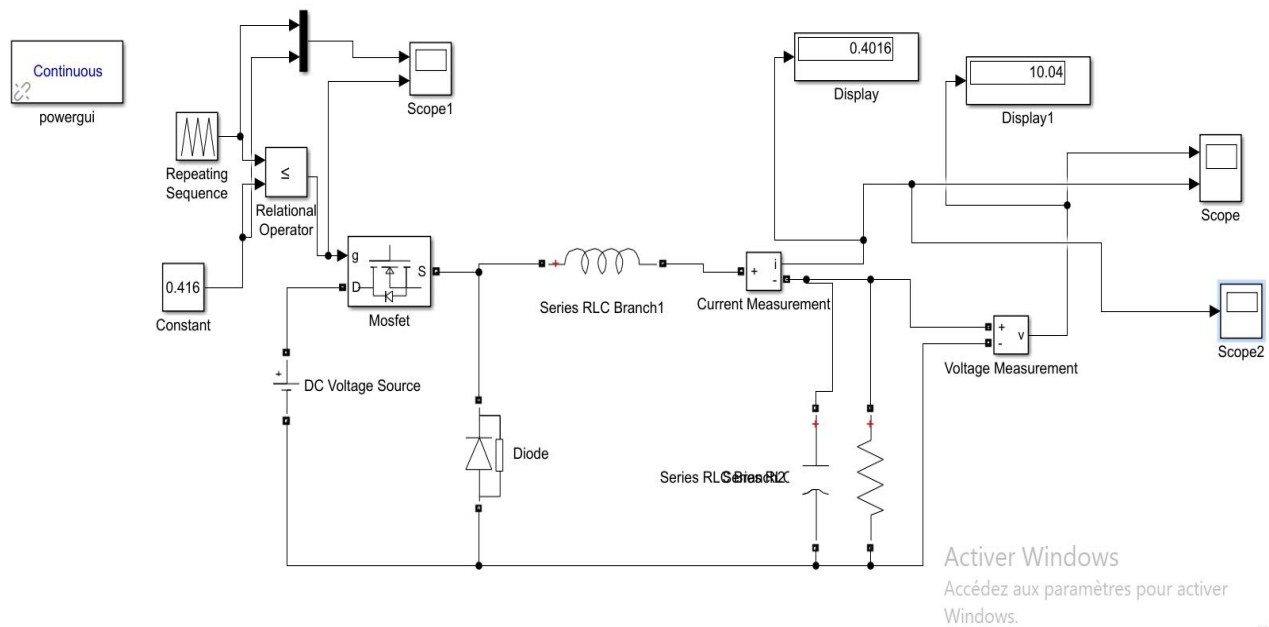 Continuous
powergui
Repeating
Sequence
≤
Relational
Operator
0.416
Constant
Scope1
g
D
S
Mosfet
+
DC Voltage Source
Diode
+
Series RLC Branch1
+
i
-
Current Measurement
0.4016
Display
10.04
Display1
Scope
Scope2
+
-
v
Voltage Measurement
+
+
Series RLC
Activer Windows
Accédez aux paramètres pour activer
Windows.